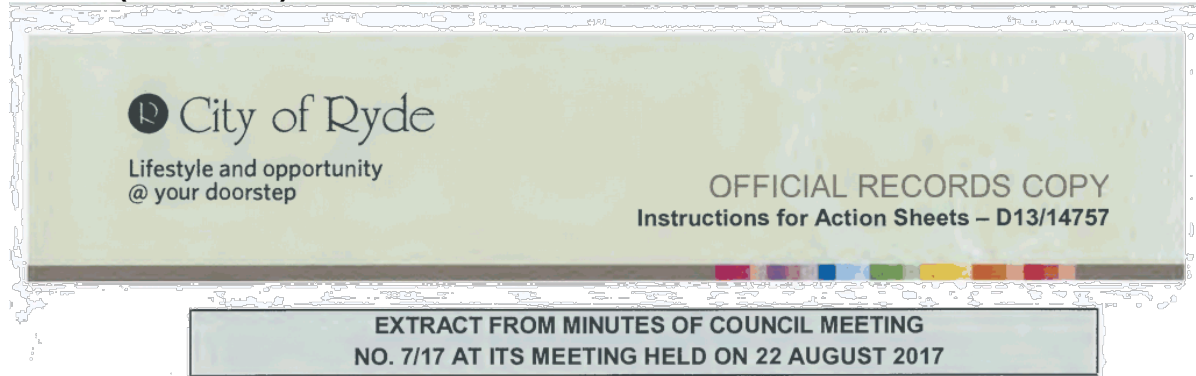 R City of Ryde
Lifestyle and opportunity
@ your doorstep
OFFICIAL RECORDS COPY
Instructions for Action Sheets – D13/14757
EXTRACT FROM MINUTES OF COUNCIL MEETING
NO. 7/17 AT ITS MEETING HELD ON 22 AUGUST 2017